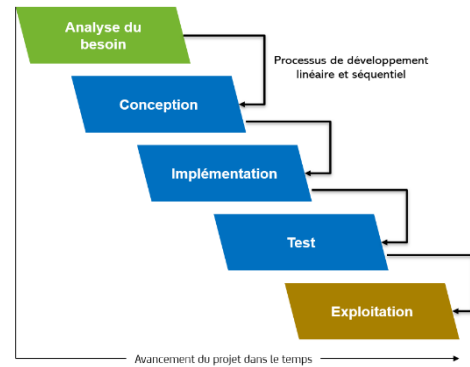 Analyse du
besoin
Processus de développement
linéaire et séquentiel
Conception
Implémentation
Test
Exploitation
Avancement du projet dans le temps